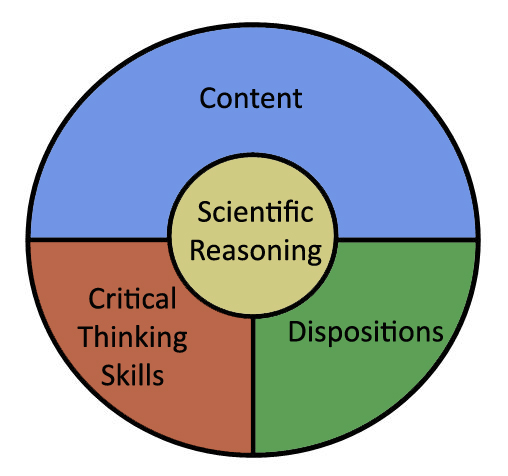 Content
Scientific
Reasoning
Critical
Thinking
Skills
Dispositions